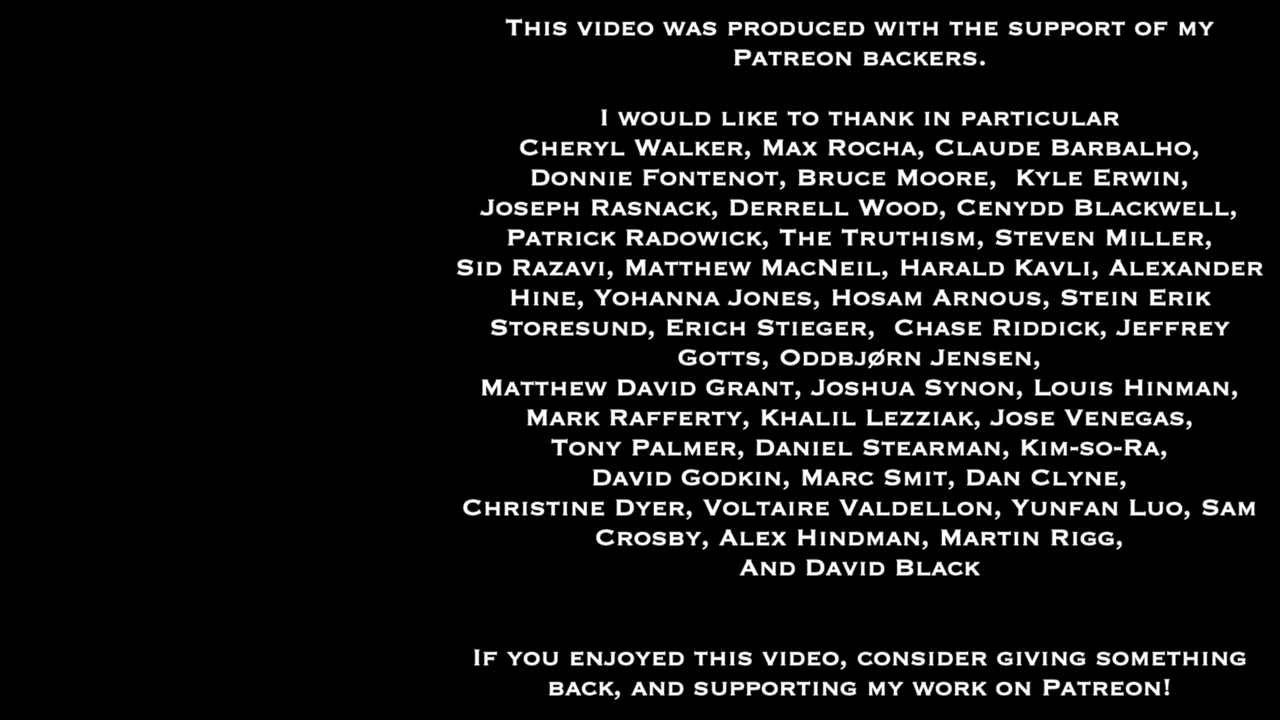 This video was produced with the support of my
Patreon backers.
I would like to thank in particular
Cheryl Walker, Max Rocha, Claude Barbalho,
Donnie Fontenot, Bruce Moore,  Kyle Erwin,
Joseph Rasnack, Derrell Wood, Cenydd Blackwell,
Patrick Radowick, The Truthism, Steven Miller,
Sid Razavi, Matthew MacNeil, Harald Kavli, Alexander
Hine, Yohanna Jones, Hosam Arnous, Stein Erik
Storesund, Erich Stieger,  Chase Riddick, Jeffrey
Gotts, Oddbjørn Jensen,
Matthew David Grant, Joshua Synon, Louis Hinman,
Mark Rafferty, Khalil Lezziak, Jose Venegas,
Tony Palmer, Daniel Stearman, Kim-so-Ra,
David Godkin, Marc Smit, Dan Clyne,
Christine Dyer, Voltaire Valdellon, Yunfan Luo, Sam
Crosby, Alex Hindman, Martin Rigg,
And David Black
If you enjoyed this video, consider giving something
back, and supporting my work on Patreon!